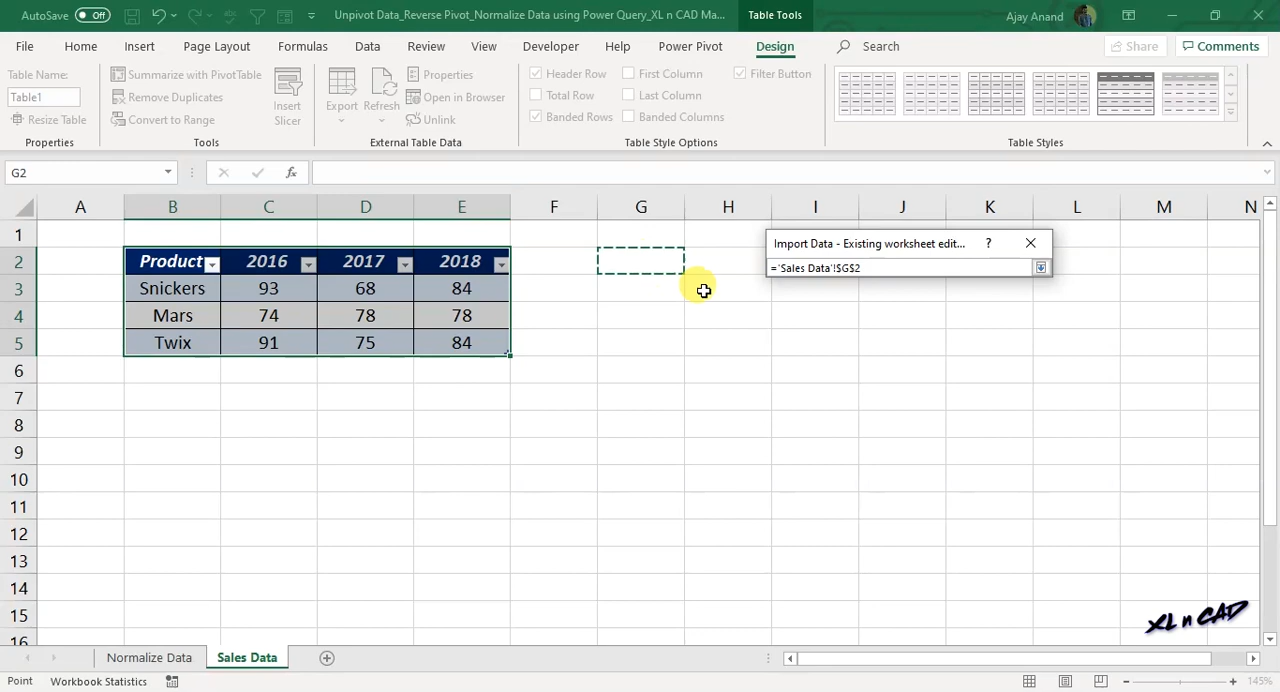 AutoSave Off Unpivot Data_Reverse Pivot_Normalize Data using Power Query_XL n CAD Ma... Table Tools Ajay Anand
File Home Insert Page Layout Formulas Data Review View Developer Help Power Pivot Design Search Share Comments
Table Name: Summarize with PivotTable Properties Header Row First Column Filter Button
Table1 Remove Duplicates Insert Slicer Export Refresh Open in Browser Total Row Last Column
Resize Table Convert to Range Unlink Banded Rows Banded Columns
Properties Tools External Table Data Table Style Options Table Styles
G2 fx
A B C D E F G H I J K L M N
1 Import Data - Existing worksheet edit... ?
2 Product 2016 2017 2018 ='Sales Data'!$G$2
3 Snickers 93 68 84
4 Mars 74 78 78
5 Twix 91 75 84
6
7
8
9
10
11
12
13
14
15
16
XL n CAD
Normalize Data Sales Data
Point Workbook Statistics 145%